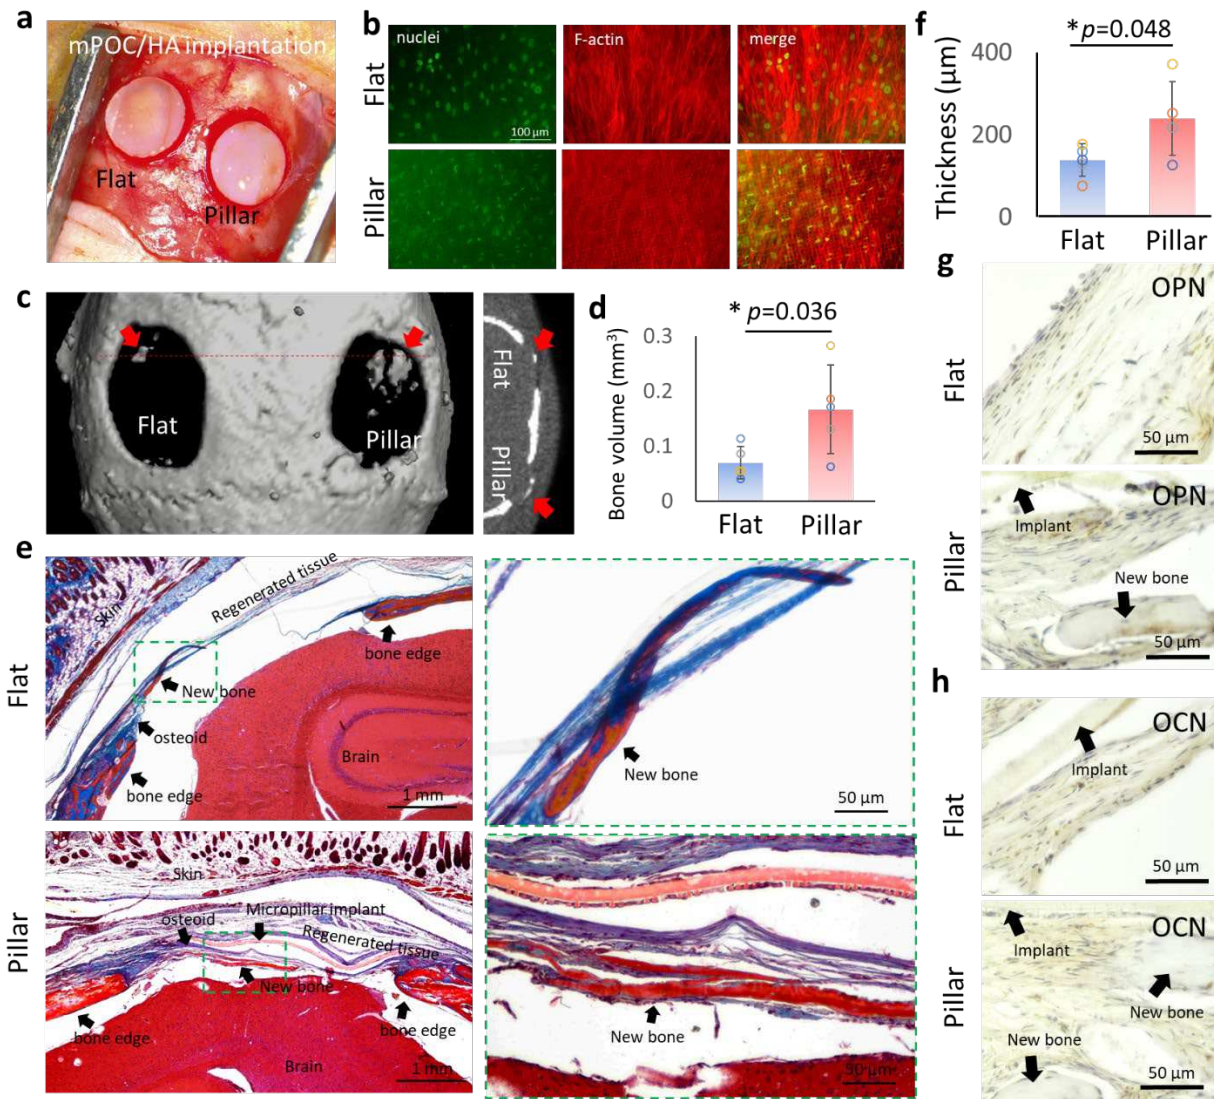 a
mPOC/HA implantation
Flat
Pillar
b
nuclei
F-actin
merge
Flat
100 µm
Pillar
f
* p=0.048
Thickness (µm)
400
200
0
Flat
Pillar
c
Flat
Pillar
Flat
Pillar
d
* p=0.036
Bone volume (mm³)
0.3
0.2
0.1
0
Flat
Pillar
g
Flat
OPN
50 µm
Pillar
OPN
Implant
New bone
50 µm
e
Flat
Skin
Regenerated tissue
bone edge
New bone
osteoid
Brain
bone edge
1 mm
New bone
50 µm
Pillar
Skin
Micropillar implant
osteoid
Regenerated tissue
New bone
bone edge
bone edge
Brain
1 mm
New bone
50 µm
h
Flat
OCN
Implant
50 µm
Pillar
OCN
Implant
New bone
New bone
50 µm